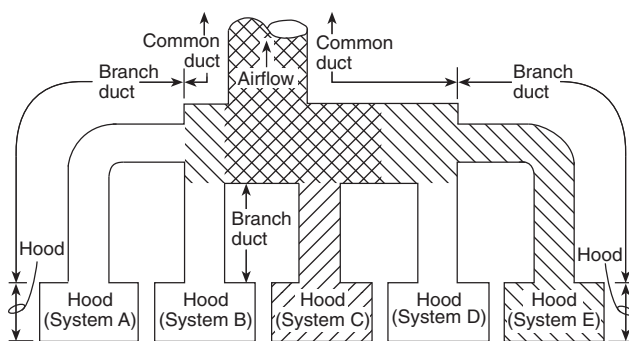 Common
duct
Common
duct
Branch
duct
Airflow
Branch
duct
Branch
duct
Hood
Hood
Hood
(System A)
Hood
(System B)
Hood
(System C)
Hood
(System D)
Hood
(System E)